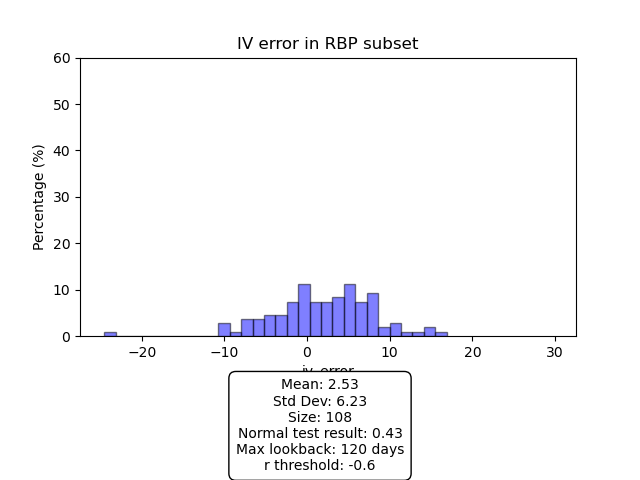 IV error in RBP subset
Percentage (%)
60
50
40
30
20
10
0
−20
−10
0
10
20
30
iv_error
Mean: 2.53
Std Dev: 6.23
Size: 108
Normal test result: 0.43
Max lookback: 120 days
r threshold: -0.6